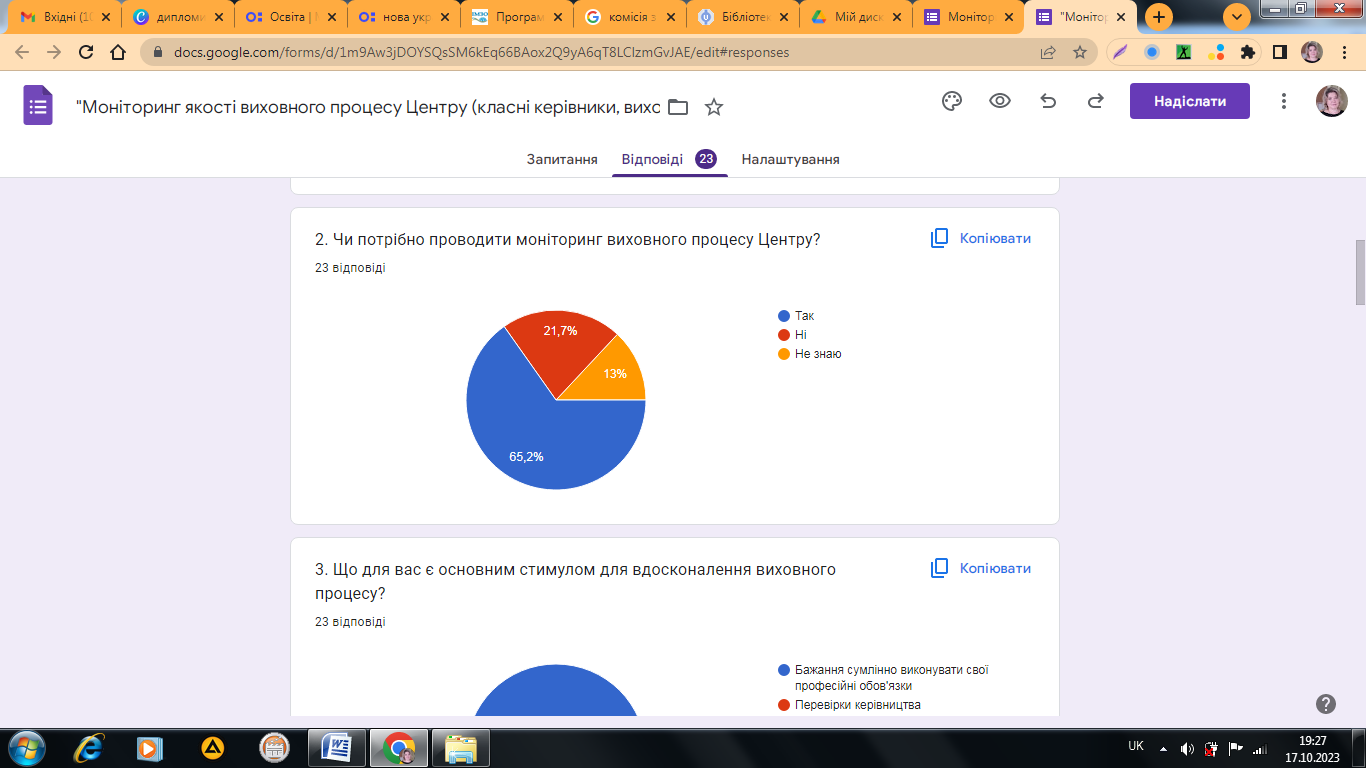 Вхідні (10
дипломи
Освіта | М
нова укр
Програм
комісія з
Бібліотек
Мій диск
Монітор
"Монітор
docs.google.com/forms/d/1m9Aw3jDOYSQsSM6kEq66BAox2Q9yA6qT8LCIzmGvJAE/edit#responses
"Моніторинг якості виховного процесу Центру (класні керівники, вихо
Надіслати
Запитання Відповіді 23 Налаштування
2. Чи потрібно проводити моніторинг виховного процесу Центру?
Копіювати
23 відповіді
Так
Ні
Не знаю
21,7%
13%
65,2%
3. Що для вас є основним стимулом для вдосконалення виховного
процесу?
Копіювати
23 відповіді
Бажання сумлінно виконувати свої
професійні обов'язки
Перевірки керівництва
UK
19:27
17.10.2023